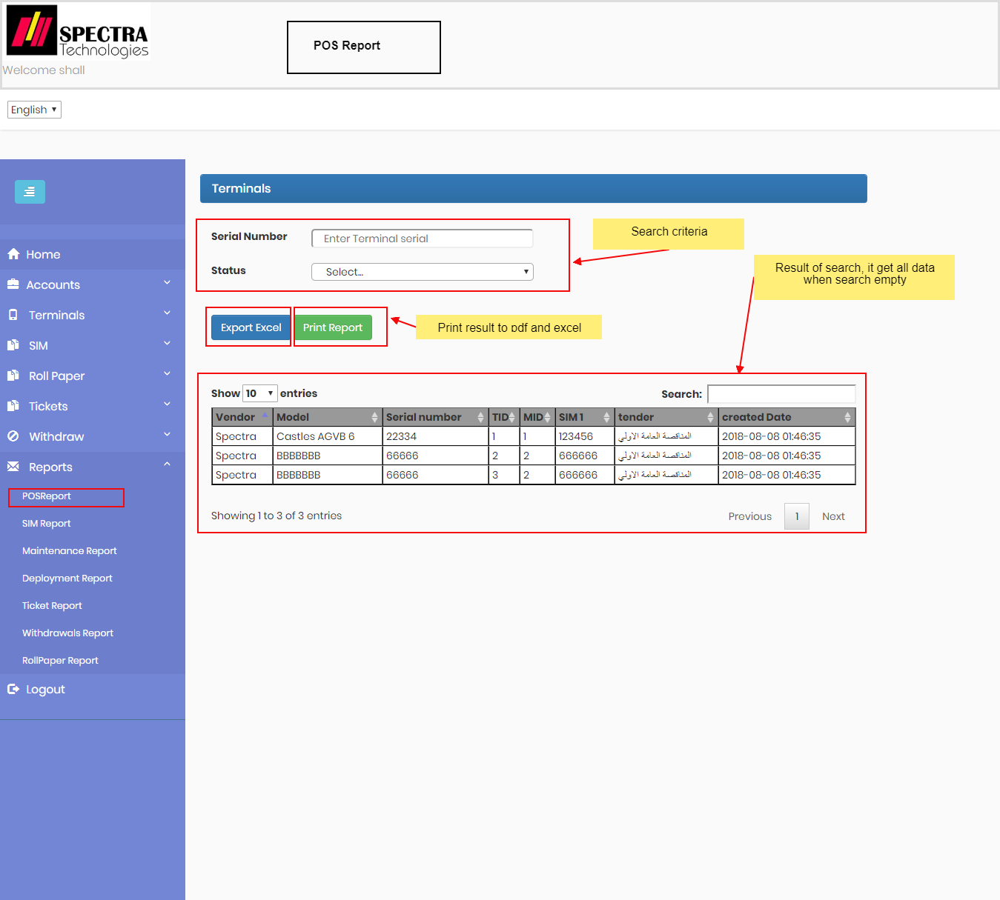 SPECTRA
Technologies
Welcome shall
POS Report
English
Terminals
Serial Number Enter Terminal serial
Status Select...
Search criteria
Result of search, it get all data
when search empty
Export Excel Print Report
Print result to pdf and excel
Show 10 entries Search:
Vendor Model Serial number TID MID SIM 1 tender created Date
Spectra Castles AGVB 6 22334 1 1 123456 المناقصة العامة الاولي 2018-08-08 01:46:35
Spectra BBBBBBB 66666 2 2 666666 المناقصة العامة الاولي 2018-08-08 01:46:35
Spectra BBBBBBB 66666 3 2 666666 المناقصة العامة الاولي 2018-08-08 01:46:35
Showing 1 to 3 of 3 entries Previous 1 Next
Home
Accounts
Terminals
SIM
Roll Paper
Tickets
Withdraw
Reports
POSReport
SIM Report
Maintenance Report
Deployment Report
Ticket Report
Withdrawals Report
RollPaper Report
Logout